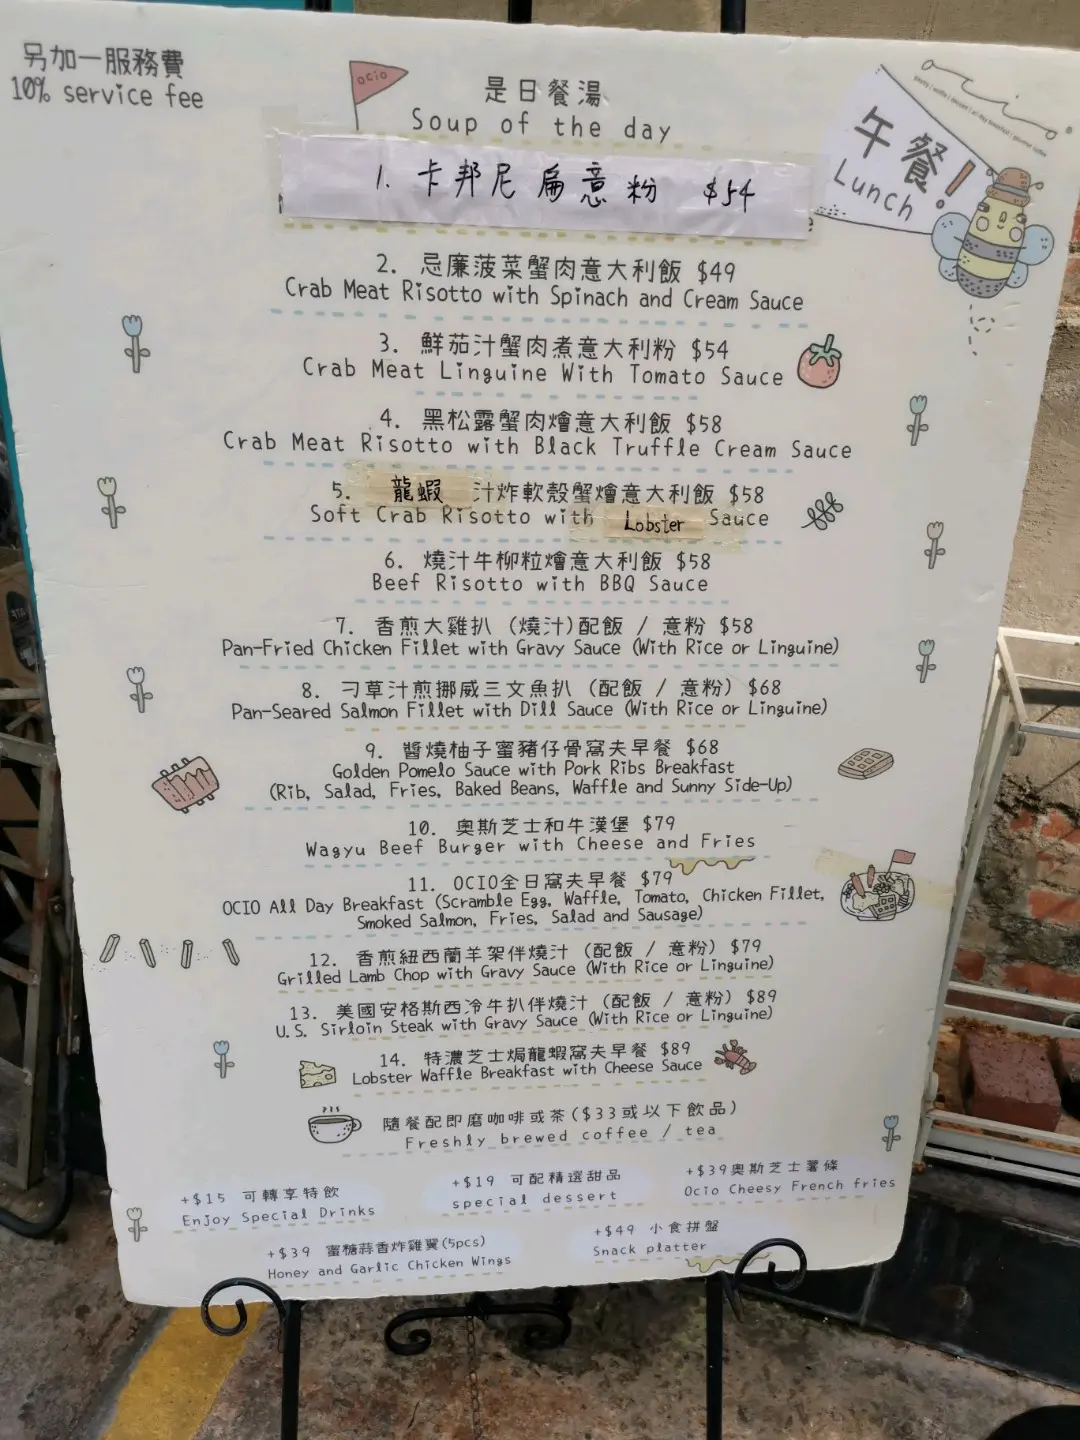 另加一服務費
10% service fee
ocio
是日餐湯
Soup of the day
午餐!
Lunch
1. 卡邦尼扁意粉 $54
2. 忌廉菠菜蟹肉意大利飯 $49
Crab Meat Risotto with Spinach and Cream Sauce
3. 鮮茄汁蟹肉煮意大利粉 $54
Crab Meat Linguine With Tomato Sauce
4. 黑松露蟹肉燴意大利飯 $58
Crab Meat Risotto with Black Truffle Cream Sauce
5. 龍蝦汁炸軟殼蟹燴意大利飯 $58
Soft Crab Risotto with Lobster Sauce
6. 燒汁牛柳粒燴意大利飯 $58
Beef Risotto with BBQ Sauce
7. 香煎大雞扒 (燒汁)配飯 / 意粉 $58
Pan-Fried Chicken Fillet with Gravy Sauce (With Rice or Linguine)
8. 刁草汁煎挪威三文魚扒 (配飯 / 意粉) $68
Pan-Seared Salmon Fillet with Dill Sauce (With Rice or Linguine)
9. 醬燒柚子蜜豬仔骨窩夫早餐 $68
Golden Pomelo Sauce with Pork Ribs Breakfast
(Rib, Salad, Fries, Baked Beans, Waffle and Sunny Side-Up)
10. 奧斯芝士和牛漢堡 $79
Wagyu Beef Burger with Cheese and Fries
11. OCIO全日窩夫早餐 $79
OCIO All Day Breakfast (Scramble Egg, Waffle, Tomato, Chicken Fillet,
Smoked Salmon, Fries, Salad and Sausage)
12. 香煎紐西蘭羊架伴燒汁 (配飯 / 意粉) $79
Grilled Lamb Chop with Gravy Sauce (With Rice or Linguine)
13. 美國安格斯西冷牛扒伴燒汁 (配飯 / 意粉) $89
U.S. Sirloin Steak with Gravy Sauce (With Rice or Linguine)
14. 特濃芝士焗龍蝦窩夫早餐 $89
Lobster Waffle Breakfast with Cheese Sauce
隨餐配即磨咖啡或茶($33或以下飲品)
Freshly brewed coffee / tea
+$15 可轉享特飲
Enjoy Special Drinks
+$19 可配精選甜品
special dessert
+$39奧斯芝士薯條
Ocio Cheesy French fries
+$39 蜜糖蒜香炸雞翼(5pcs)
Honey and Garlic Chicken Wings
+$49 小食拼盤
Snack platter